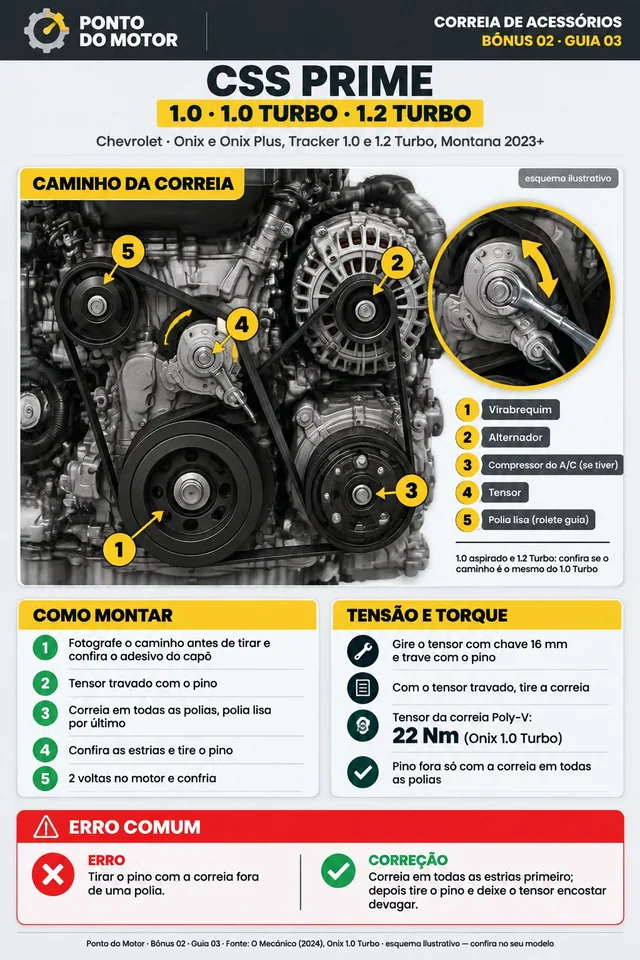 PONTO
DO MOTOR
CORREIA DE ACESSÓRIOS
BÓNUS 02 · GUIA 03
CSS PRIME
1.0 · 1.0 TURBO · 1.2 TURBO
Chevrolet · Onix e Onix Plus, Tracker 1.0 e 1.2 Turbo, Montana 2023+
CAMINHO DA CORREIA
esquema ilustrativo
5
2
4
3
1
1 Virabrequim
2 Alternador
3 Compressor do A/C (se tiver)
4 Tensor
5 Polia lisa (rolete guia)
1.0 aspirado e 1.2 Turbo: confira se o
caminho é o mesmo do 1.0 Turbo
COMO MONTAR
1 Fotografe o caminho antes de tirar e
confira o adesivo do capô
2 Tensor travado com o pino
3 Correia em todas as polias, polia lisa
por último
4 Confira as estrias e tire o pino
5 2 voltas no motor e confria
TENSÃO E TORQUE
Gire o tensor com chave 16 mm
e trave com o pino
Com o tensor travado, tire a correia
Tensor da correia Poly-V:
22 Nm (Onix 1.0 Turbo)
Pino fora só com a correia em todas
as polias
ERRO COMUM
ERRO
Tirar o pino com a correia fora
de uma polia.
CORREÇÃO
Correia em todas as estrias primeiro;
depois tire o pino e deixe o tensor encostar
devagar.
Ponto do Motor · Bônus 02 · Guia 03 · Fonte: O Mecánico (2024), Onix 1.0 Turbo · esquema Ilustrativo — confira no seu modelo